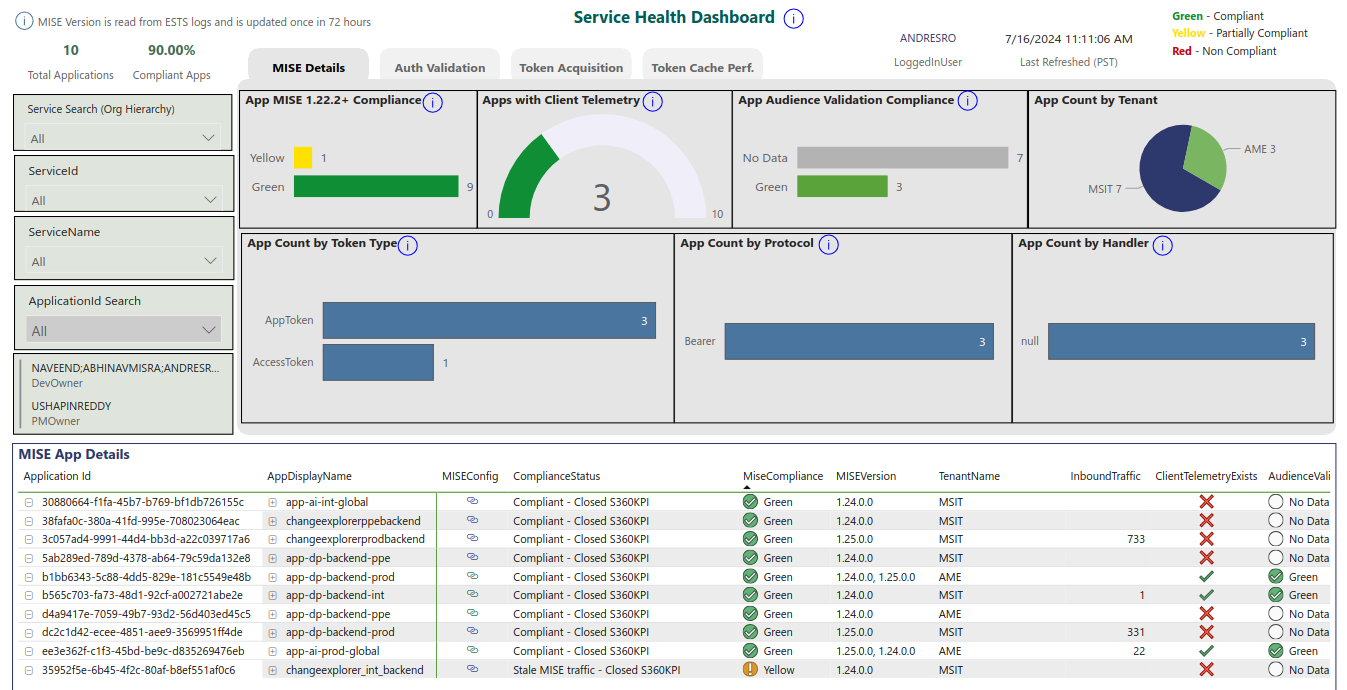 MISE Version is read from ESTS logs and is updated once in 72 hours
Service Health Dashboard
Green - Compliant
Yellow - Partially Compliant
Red - Non Compliant
10
Total Applications
90.00%
Compliant Apps
ANDRESRO
LoggedInUser
7/16/2024 11:11:06 AM
Last Refreshed (PST)
MISE Details
Auth Validation
Token Acquisition
Token Cache Perf.
Service Search (Org Hierarchy)
All
ServiceId
All
ServiceName
All
ApplicationId Search
All
NAVEEND;ABHINAVMISRA;ANDRESR...
DevOwner
USHAPINREDDY
PMOwner
App MISE 1.22.2+ Compliance
Yellow 1
Green 9
Apps with Client Telemetry
3
0 10
App Audience Validation Compliance
No Data 7
Green 3
App Count by Tenant
AME 3
MSIT 7
App Count by Token Type
AppToken 3
AccessToken 1
App Count by Protocol
Bearer 3
App Count by Handler
null 3
MISE App Details
Application Id AppDisplayName MISEConfig ComplianceStatus MiseCompliance MISEVersion TenantName InboundTraffic ClientTelemetryExists AudienceVali
30880664-f1fa-45b7-b769-bf1db726155c app-ai-int-global Compliant - Closed S360KPI Green 1.24.0.0 MSIT No Data
38fafa0c-380a-41fd-995e-708023064eac changeexplorerppebackend Compliant - Closed S360KPI Green 1.24.0.0 MSIT No Data
3c057ad4-9991-44d4-bb3d-a22c039717a6 changeexplorerprodbackend Compliant - Closed S360KPI Green 1.25.0.0 MSIT 733 No Data
5ab289ed-789d-4378-ab64-79c59da132e8 app-dp-backend-ppe Compliant - Closed S360KPI Green 1.24.0.0 MSIT No Data
b1bb6343-5c88-4dd5-829e-181c5549e48b app-dp-backend-prod Compliant - Closed S360KPI Green 1.24.0.0, 1.25.0.0 AME Green
b565c703-fa73-48d1-92cf-a002721abe2e app-dp-backend-int Compliant - Closed S360KPI Green 1.24.0.0 MSIT 1 Green
d4a9417e-7059-49b7-93d2-56d403ed45c5 app-dp-backend-ppe Compliant - Closed S360KPI Green 1.24.0.0 AME No Data
dc2c1d42-ecee-4851-aee9-3569951ff4de app-dp-backend-prod Compliant - Closed S360KPI Green 1.25.0.0 MSIT 331 No Data
ee3e362f-c1f3-45bd-be9c-d835269476eb app-ai-prod-global Compliant - Closed S360KPI Green 1.25.0.0, 1.24.0.0 AME 22 Green
35952f5e-6b45-4f2c-80af-b8ef551af0c6 changeexplorer_int_backend Stale MISE traffic - Closed S360KPI Yellow 1.24.0.0 MSIT No Data